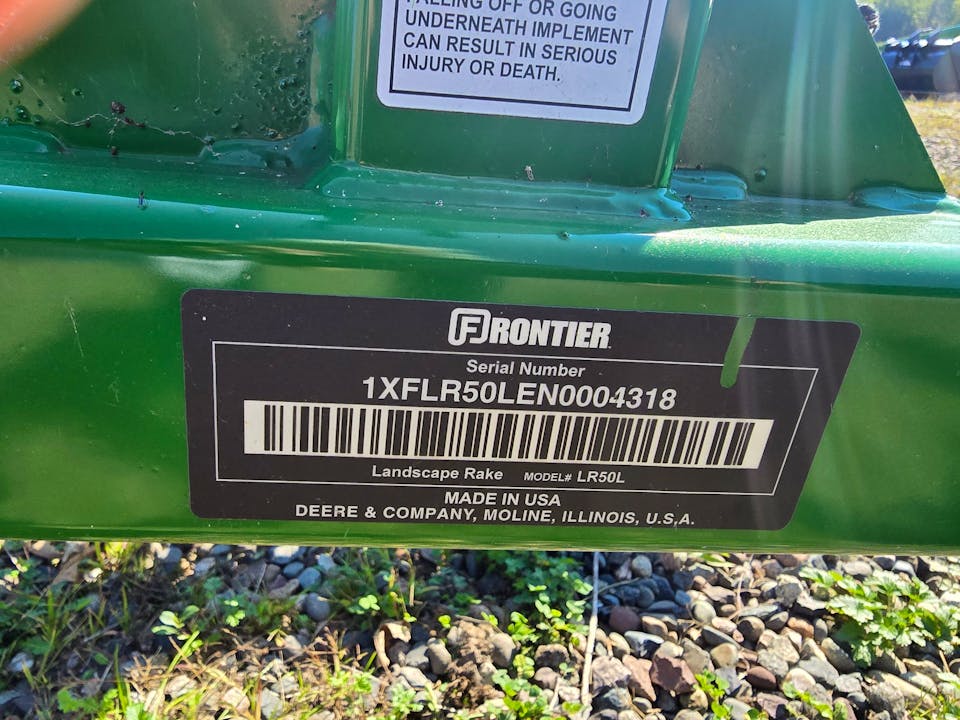 FALLING OFF OR GOING
UNDERNEATH IMPLEMENT
CAN RESULT IN SERIOUS
INJURY OR DEATH.
FRONTIER
Serial Number
1XFLR50LEN0004318
Landscape Rake MODEL# LR50L
MADE IN USA
DEERE & COMPANY, MOLINE, ILLINOIS, U.S.A.